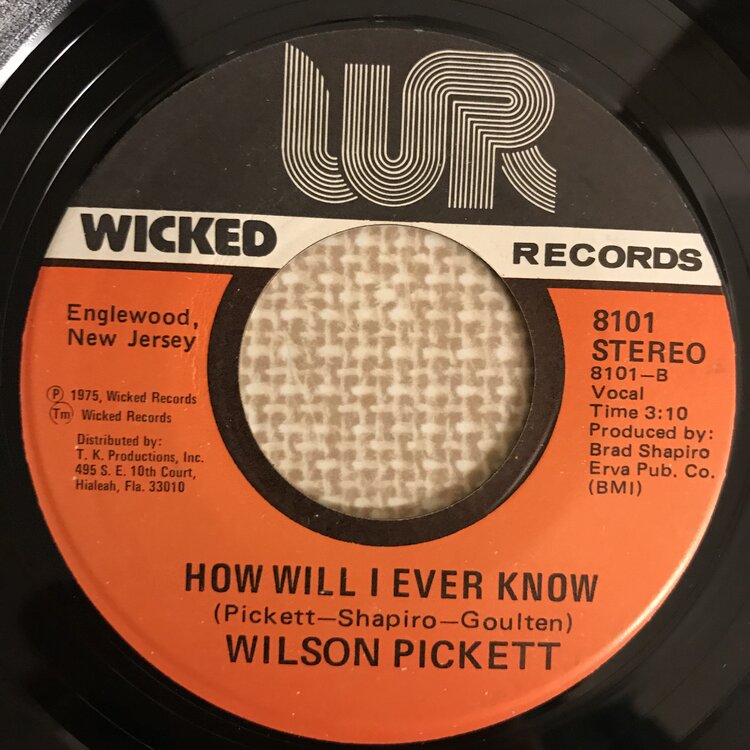 WR
WICKED RECORDS
Englewood,
New Jersey
Ⓟ 1975, Wicked Records
Tm Wicked Records
Distributed by:
T. K. Productions, Inc.
495 S. E. 10th Court,
Hialeah, Fla. 33010
8101
STEREO
8101—B
Vocal
Time 3:10
Produced by:
Brad Shapiro
Erva Pub. Co.
(BMI)
HOW WILL I EVER KNOW
(Pickett—Shapiro—Goulten)
WILSON PICKETT